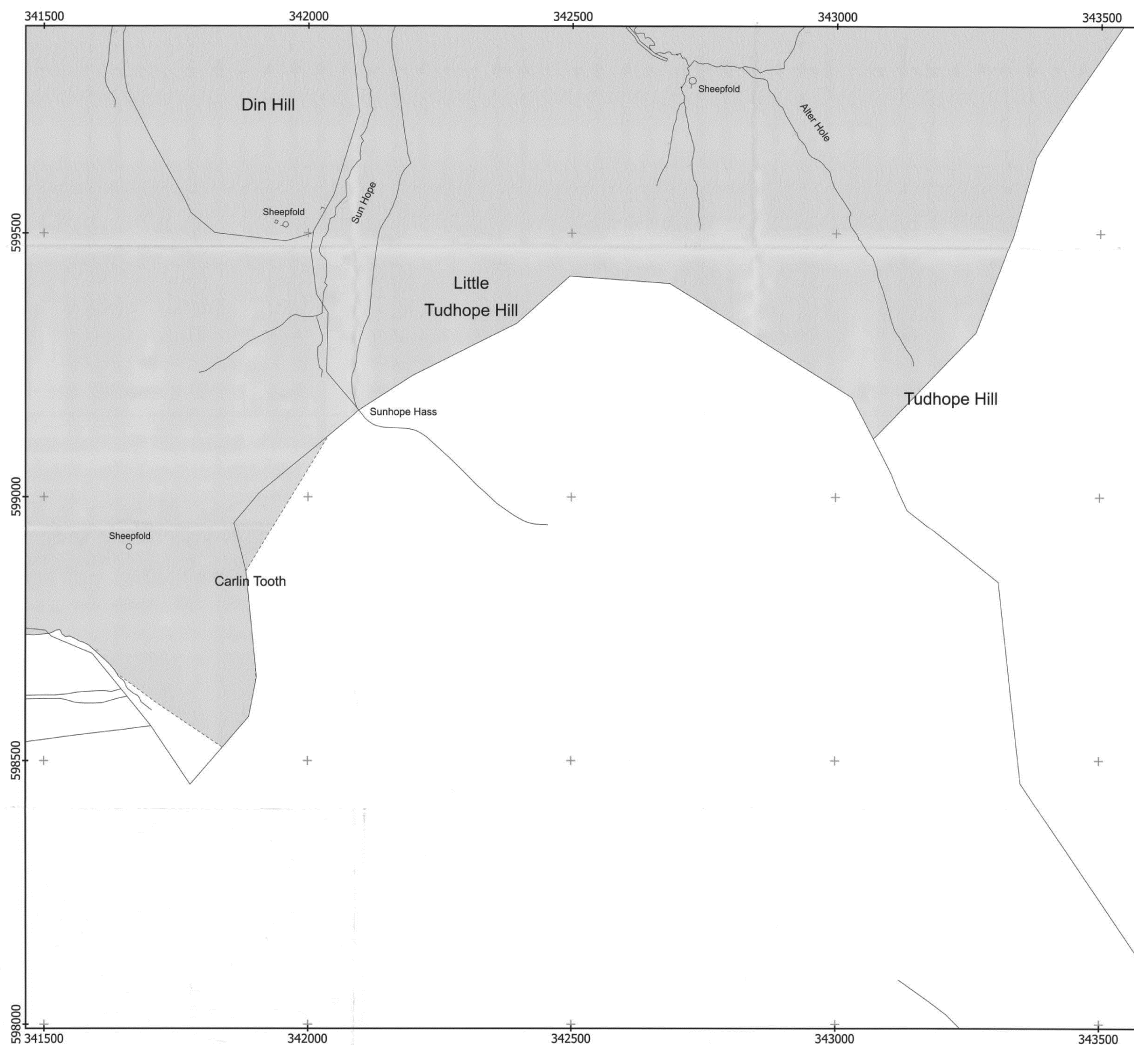 341500 342000 342500 343000 343500
Din Hill
Sheepfold
Alter Hole
Sun Hope
Sheepfold
599500
Little
Tudhope Hill
Tudhope Hill
Sunhope Hass
599000
Sheepfold
Carlin Tooth
598500
598000
341500 342000 342500 343000 343500